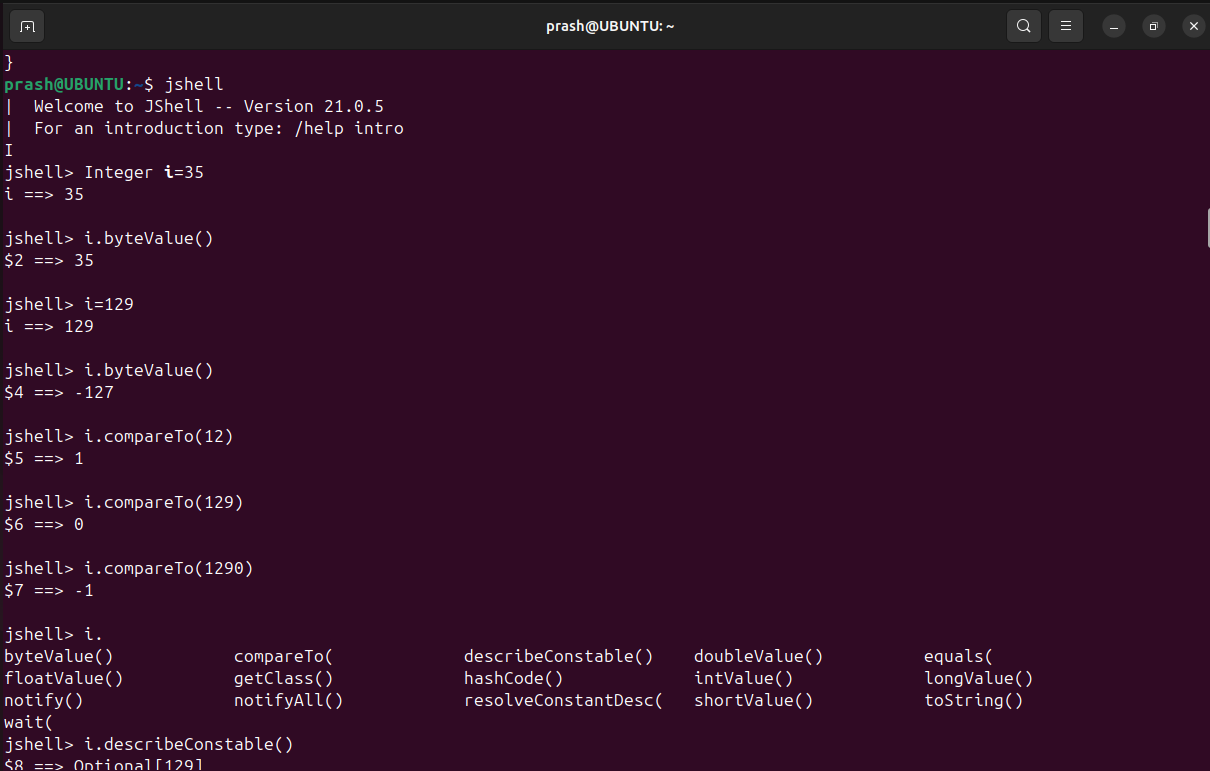 prash@UBUNTU: ~
}
prash@UBUNTU:~$ jshell
|  Welcome to JShell -- Version 21.0.5
|  For an introduction type: /help intro
I
jshell> Integer i=35
i ==> 35
jshell> i.byteValue()
$2 ==> 35
jshell> i=129
i ==> 129
jshell> i.byteValue()
$4 ==> -127
jshell> i.compareTo(12)
$5 ==> 1
jshell> i.compareTo(129)
$6 ==> 0
jshell> i.compareTo(1290)
$7 ==> -1
jshell> i.
byteValue()            compareTo(             describeConstable()    doubleValue()          equals(
floatValue()           getClass()             hashCode()             intValue()             longValue()
notify()               notifyAll()            resolveConstantDesc(   shortValue()           toString()
wait(
jshell> i.describeConstable()
$8 ==> Optional[129]